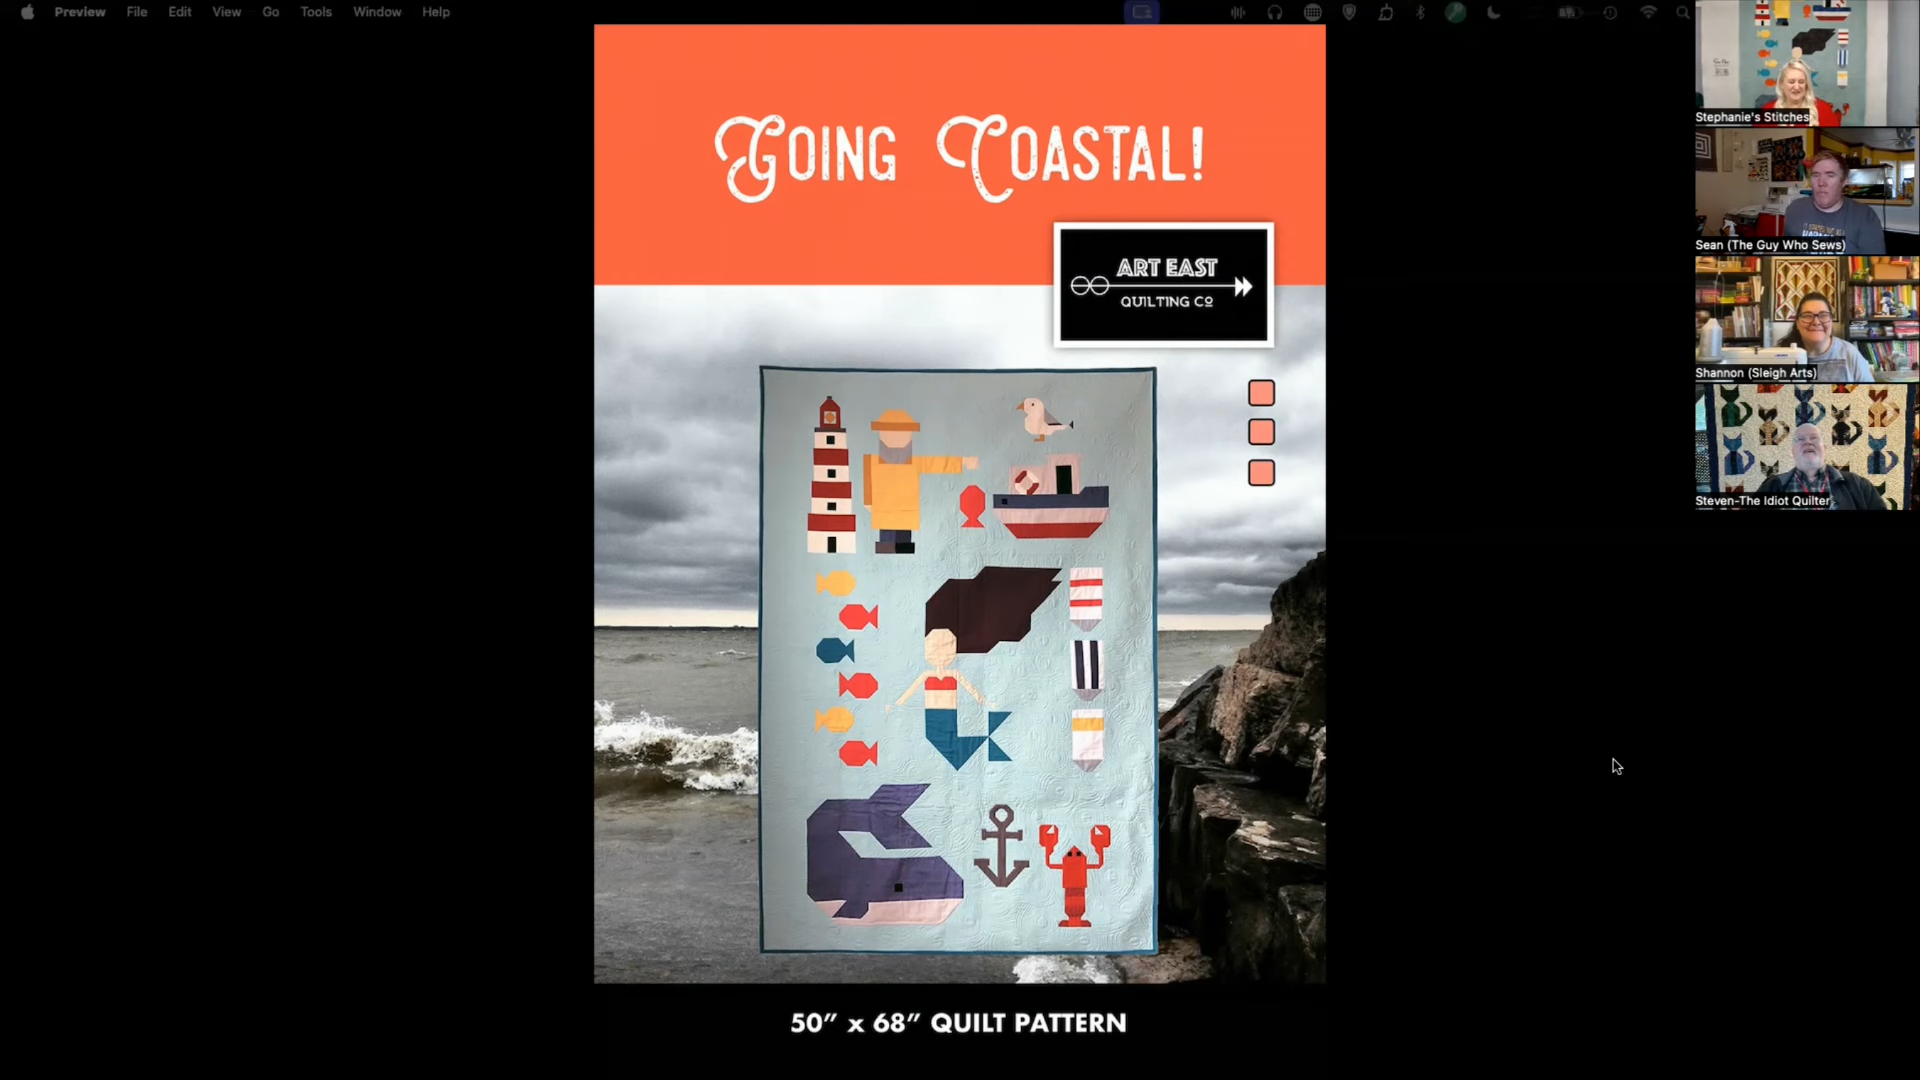 Preview File Edit View Go Tools Window Help
GOING COASTAL!
ART EAST
QUILTING CO
50" x 68" QUILT PATTERN
Stephanie's Stitches
Sean (The Guy Who Sews)
Shannon (Sleigh Arts)
Steven-The Idiot Quilter